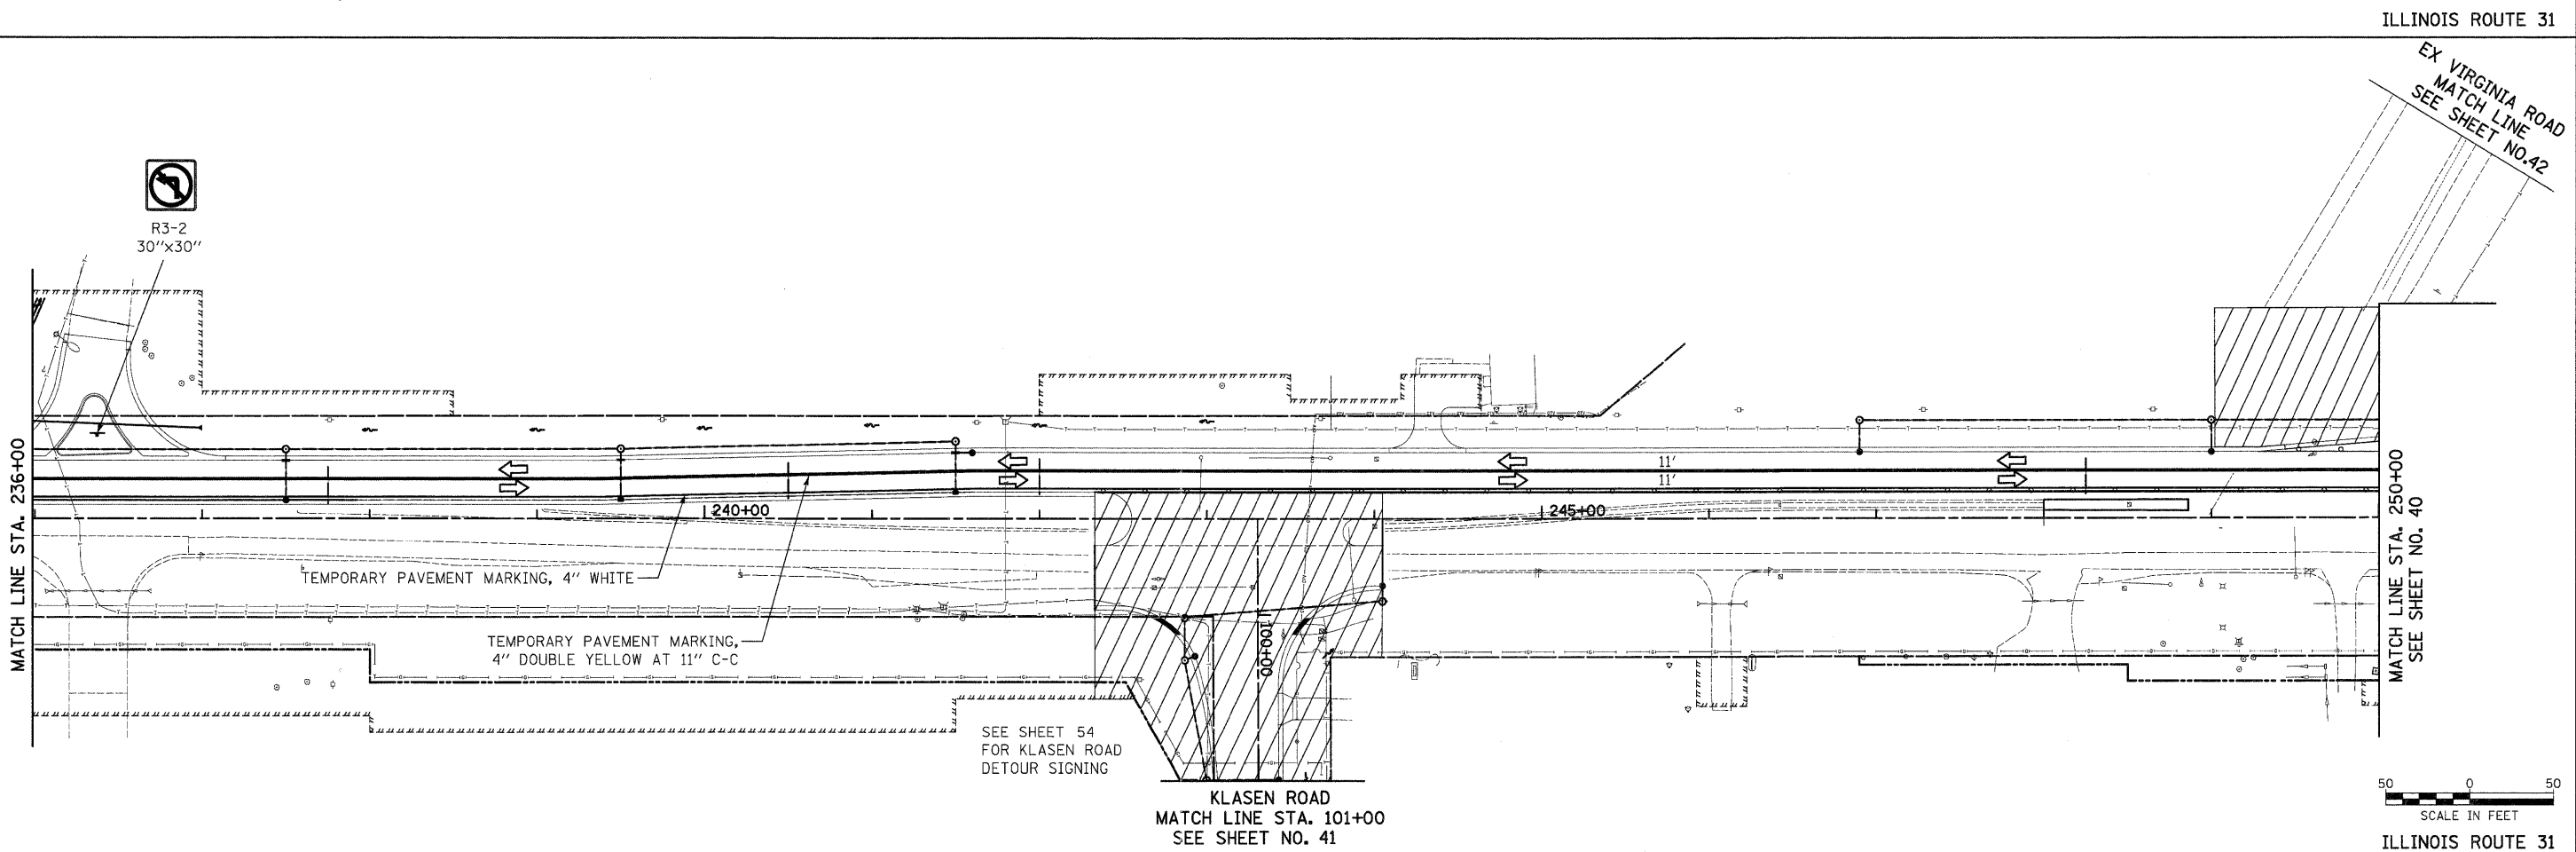 ILLINOIS ROUTE 31
EX VIRGINIA ROAD
MATCH LINE
SEE SHEET NO.42
R3-2
30"x30"
MATCH LINE STA. 236+00
11'
11'
240+00
245+00
MATCH LINE STA. 250+00
SEE SHEET NO. 40
TEMPORARY PAVEMENT MARKING, 4" WHITE
TEMPORARY PAVEMENT MARKING,
4" DOUBLE YELLOW AT 11" C-C
100+00
SEE SHEET 54
FOR KLASEN ROAD
DETOUR SIGNING
KLASEN ROAD
MATCH LINE STA. 101+00
SEE SHEET NO. 41
50 0 50
SCALE IN FEET
ILLINOIS ROUTE 31